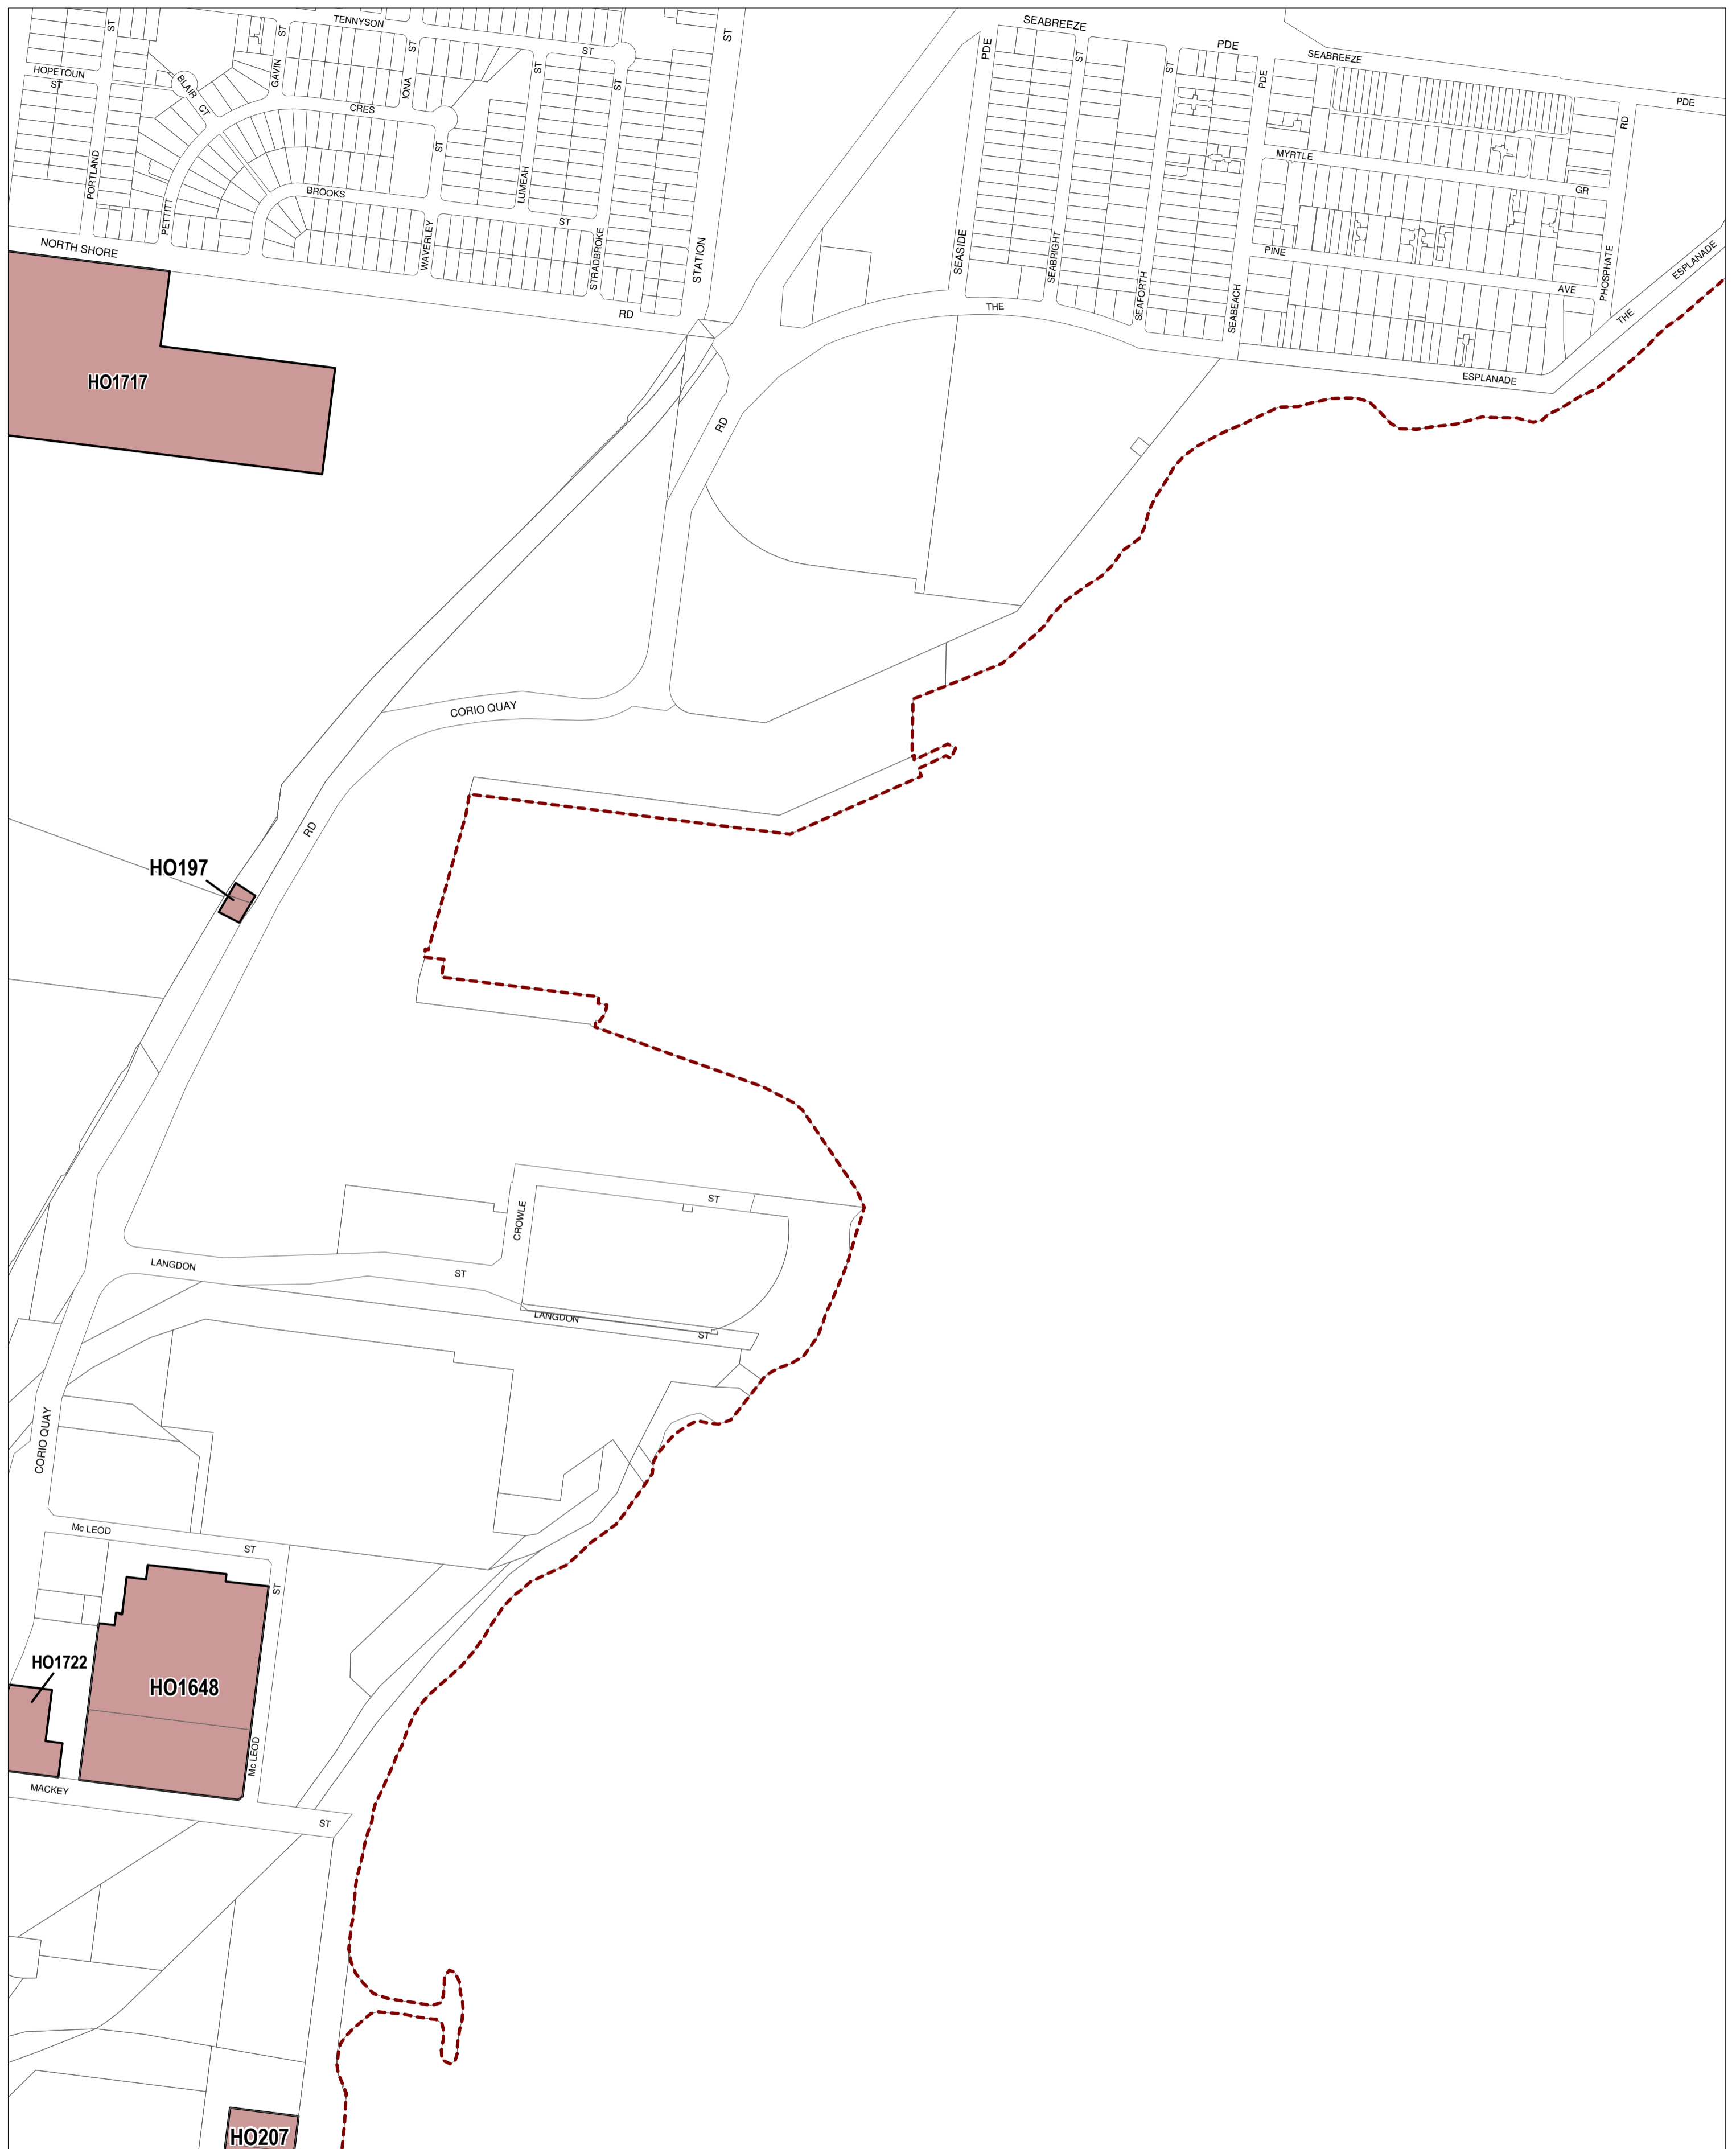 TENNYSON
ST
ST
ST
ST
ST
SEABREEZE
PDE
PDE
ST
ST
PDE
PDE
SEABREEZE
PDE
RD
HOPETOUN
ST
BLAIR
CT
GAVIN
IONA
ST
ST
CRES
ST
PORTLAND
PETTITT
BROOKS
LUMEAH
ST
WAVERLEY
STRADBROKE
STATION
MYRTLE
GR
PINE
AVE
PHOSPHATE
SEASIDE
SEABRIGHT
SEAFORTH
SEABEACH
NORTH SHORE
RD
THE
ESPLANADE
THE
ESPLANADE
HO1717
RD
CORIO QUAY
RD
HO197
CROWLE
ST
LANGDON
ST
LANGDON
ST
CORIO QUAY
Mc LEOD
ST
ST
HO1722
HO1648
Mc LEOD
MACKEY
ST
HO207